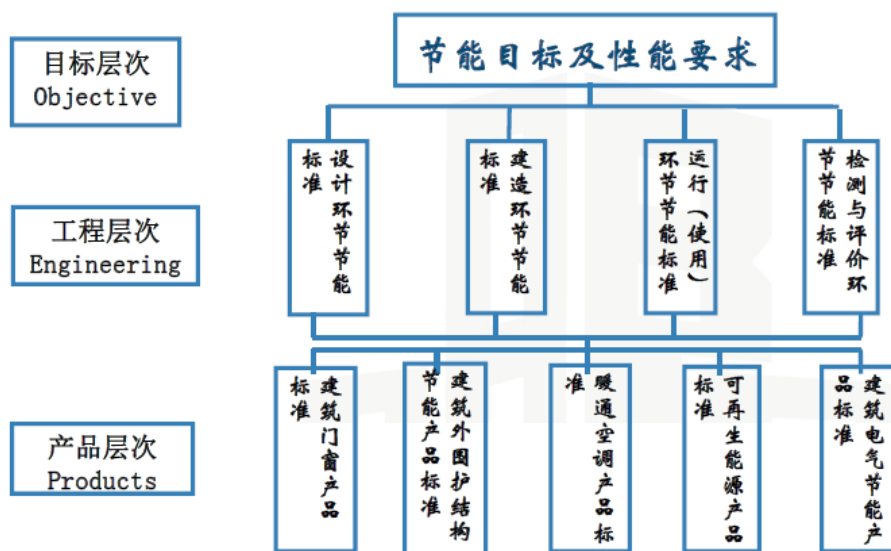 目标层次
Objective
节能目标及性能要求
工程层次
Engineering
设计环节节能
标准
建造环节节能
标准
运行（使用）
环节节能标准
检测与评价环
节节能标准
产品层次
Products
建筑门窗产品
标准
建筑外围护结构
节能产品标准
暖通空调产品标
准
可再生能源产品
标准
建筑电气节能产
品标准